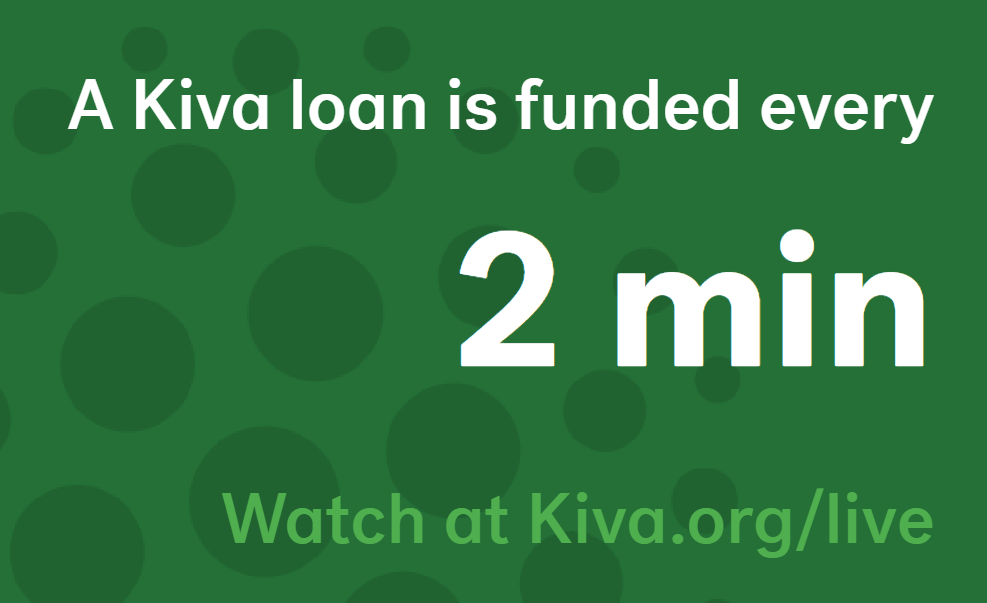 A Kiva loan is funded every
2 min
Watch at Kiva.org/live